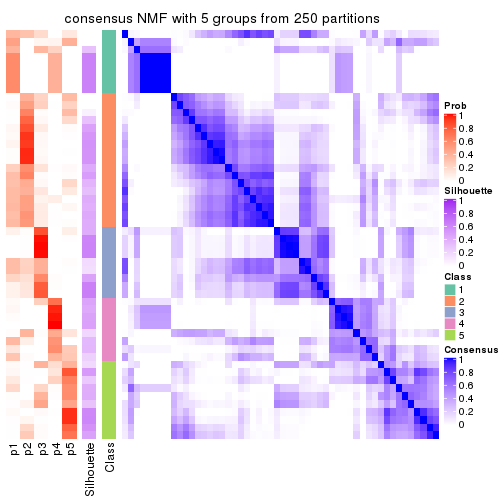 consensus NMF with 5 groups from 250 partitions
Prob
1
0.8
0.6
0.4
0.2
0
Silhouette
1
0.8
0.6
0.4
0.2
0
Class
1
2
3
4
5
Consensus
1
0.8
0.6
0.4
0.2
0
p1
p2
p3
p4
p5
Silhouette
Class